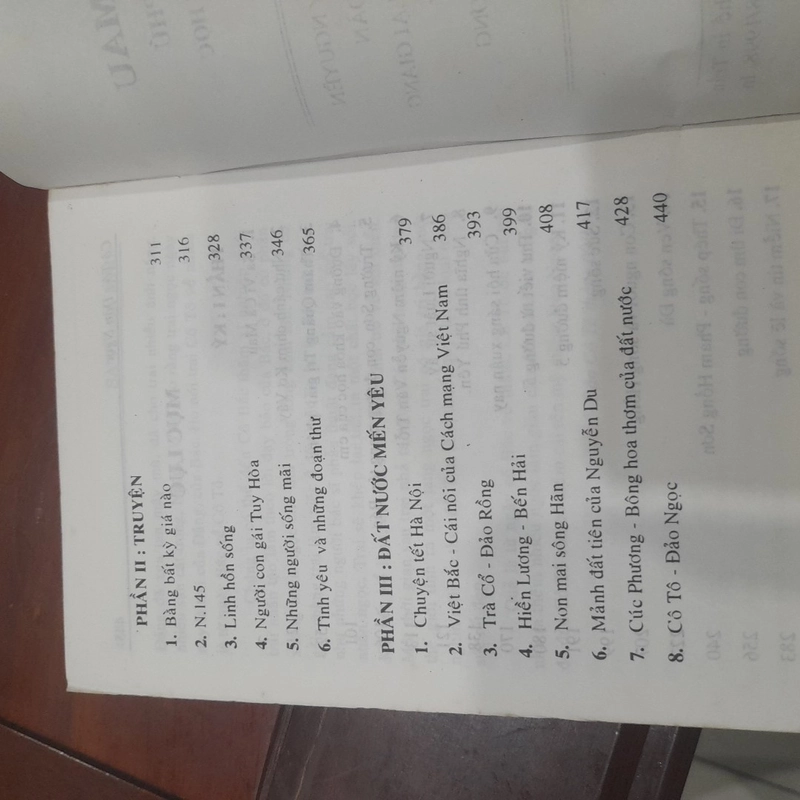 PHẦN II : TRUYỆN
1. Bằng bất kỳ giá nào 311
2. N.145 316
3. Linh hồn sống 328
4. Người con gái Tuy Hòa 337
5. Những người sống mãi 346
6. Tình yêu và những đoạn thư 365
PHẦN III : ĐẤT NƯỚC MẾN YÊU
1. Chuyện tết Hà Nội 379
2. Việt Bắc - Cái nôi của Cách mạng Việt Nam 386
3. Trà Cổ - Đảo Rồng 393
4. Hiền Lương - Bến Hải 399
5. Non mai sông Hãn 408
6. Mảnh đất tiên của Nguyễn Du 417
7. Cúc Phương - Bông hoa thơm của đất nước 428
8. Cô Tô - Đảo Ngọc 440